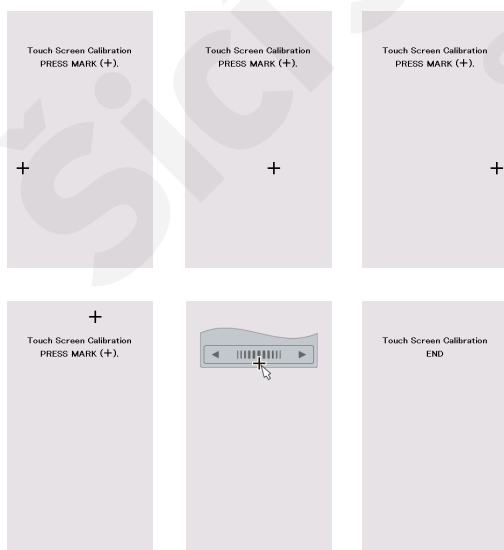 Touch Screen Calibration
PRESS MARK (+).
+
Touch Screen Calibration
PRESS MARK (+).
+
Touch Screen Calibration
PRESS MARK (+).
+
+
Touch Screen Calibration
PRESS MARK (+).
+
Touch Screen Calibration
END